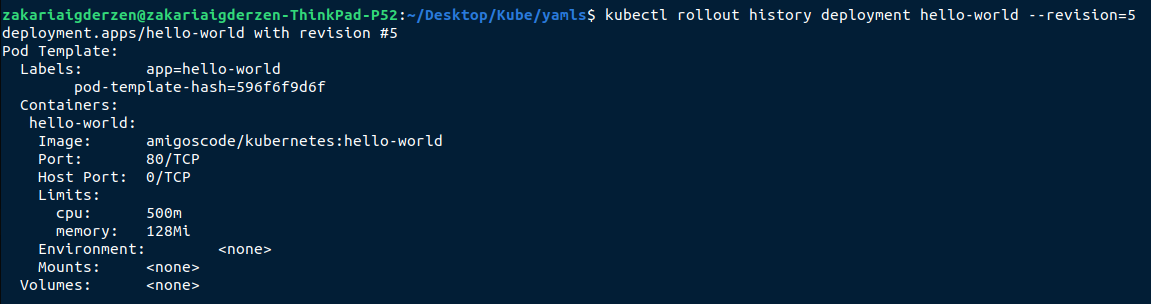 zakariaigderzen@zakariaigderzen-ThinkPad-P52:~/Desktop/Kube/yamls$ kubectl rollout history deployment hello-world --revision=5
deployment.apps/hello-world with revision #5
Pod Template:
  Labels:       app=hello-world
        pod-template-hash=596f6f9d6f
  Containers:
   hello-world:
    Image:      amigoscode/kubernetes:hello-world
    Port:       80/TCP
    Host Port:  0/TCP
    Limits:
      cpu:      500m
      memory:   128Mi
    Environment:        <none>
    Mounts:     <none>
  Volumes:      <none>